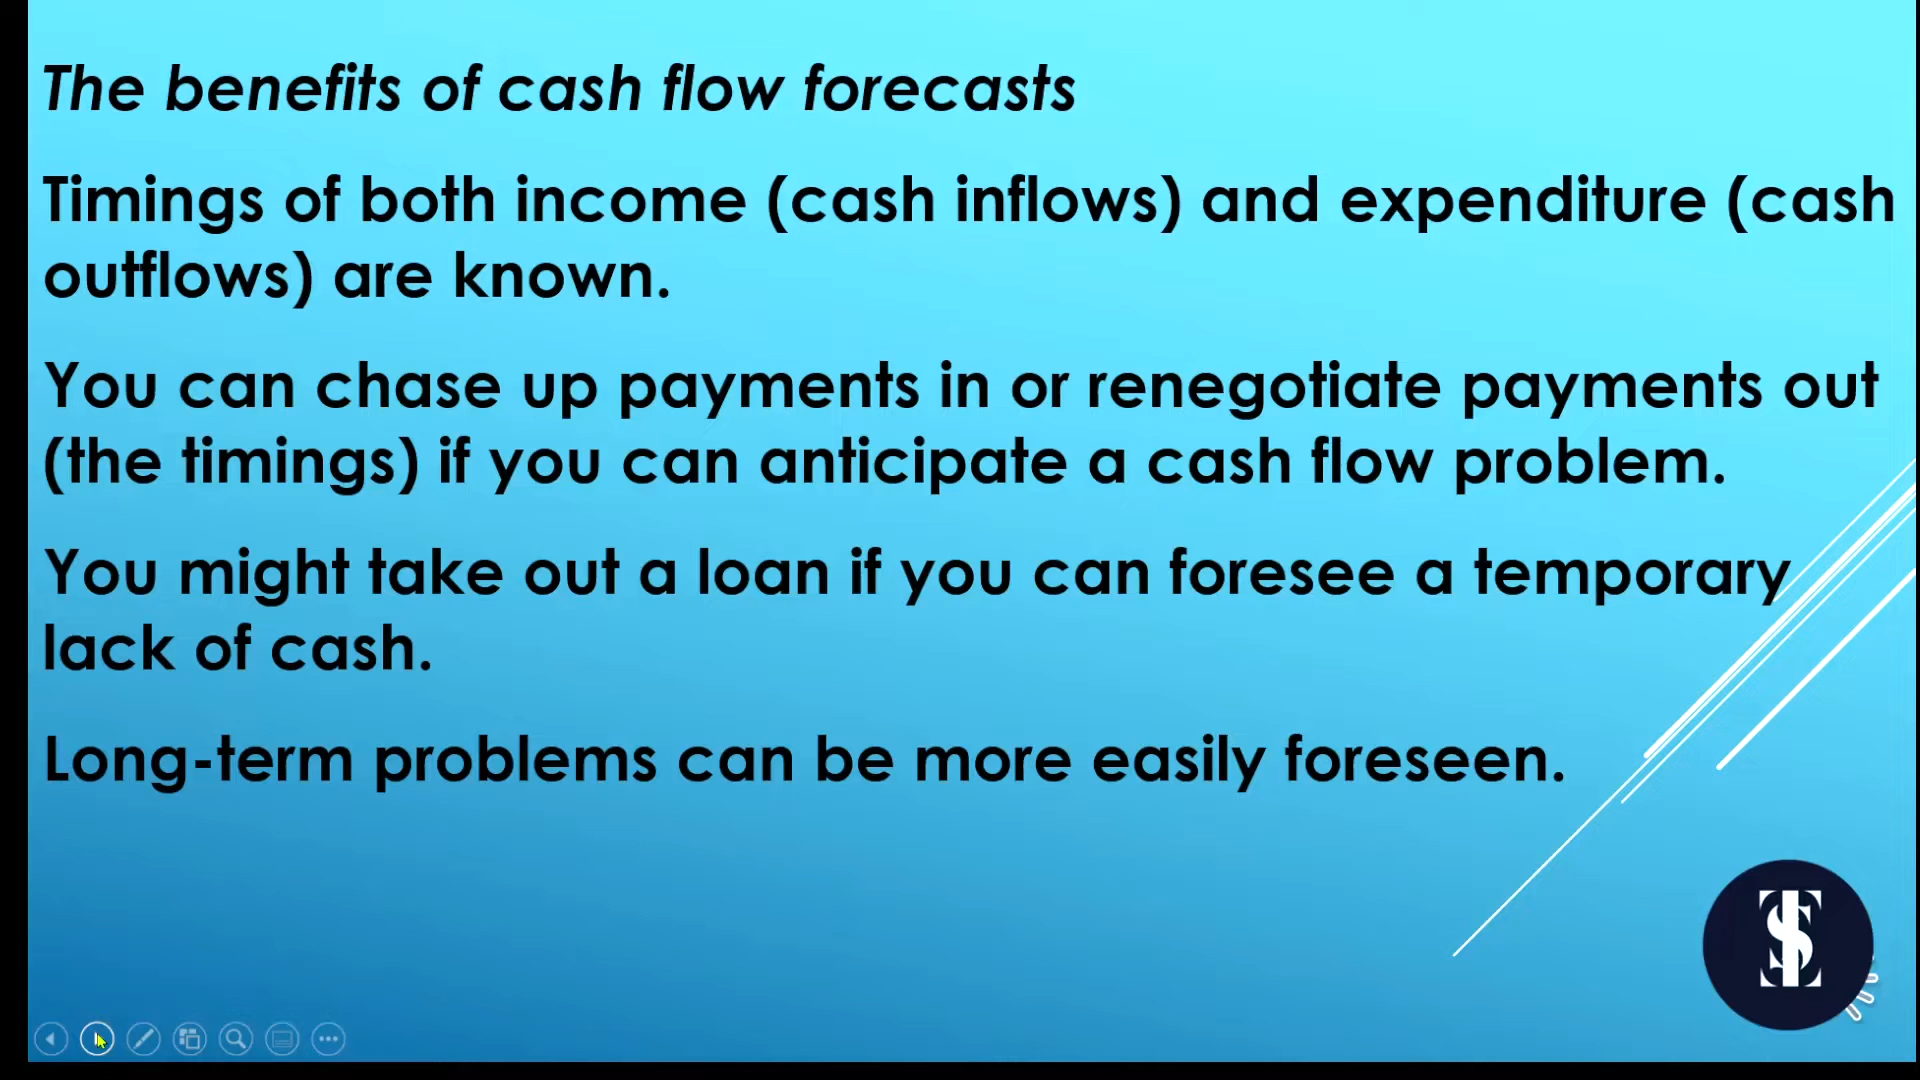 The benefits of cash flow forecasts
Timings of both income (cash inflows) and expenditure (cash
outflows) are known.
You can chase up payments in or renegotiate payments out
(the timings) if you can anticipate a cash flow problem.
You might take out a loan if you can foresee a temporary
lack of cash.
Long-term problems can be more easily foreseen.